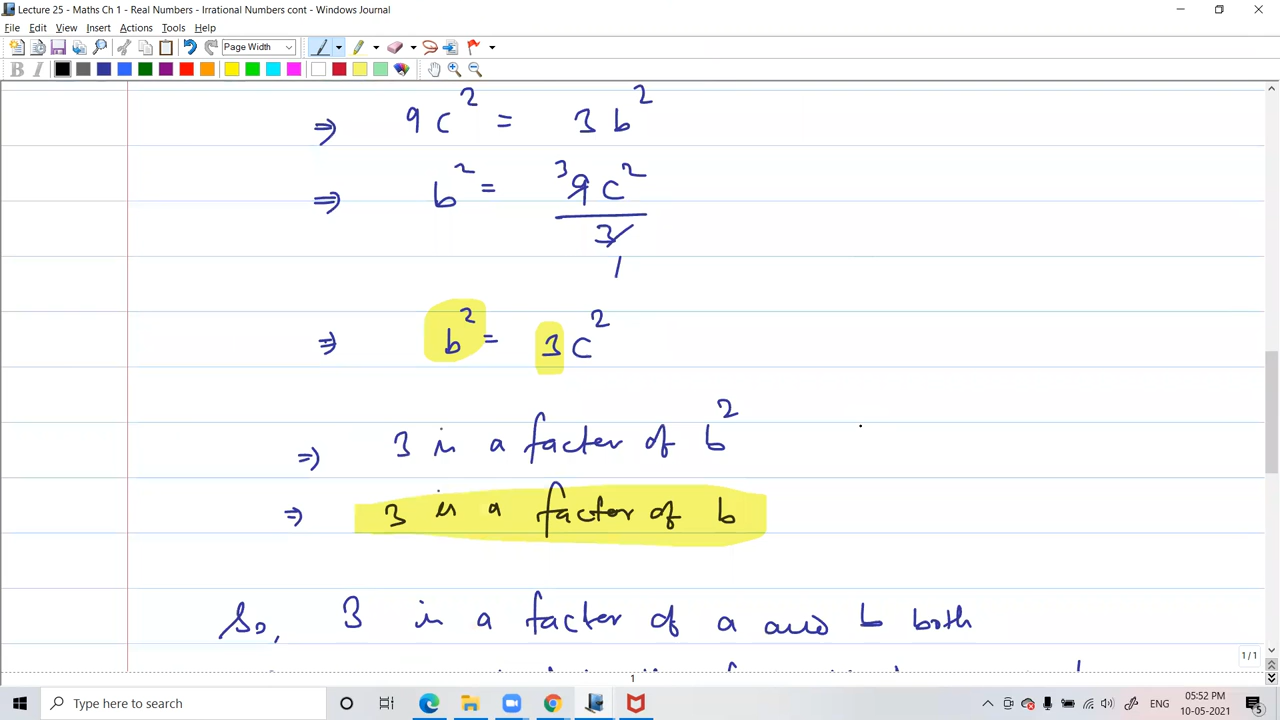 Lecture 25 - Maths Ch 1 - Real Numbers - Irrational Numbers cont - Windows Journal
File Edit View Insert Actions Tools Help
Page Width
B I
⇒ 9c² = 3b²
⇒ b² = ³9c²
3
1
⇒ b² = 3c²
⇒ 3 is a factor of b²
⇒ 3 is a factor of b
So, 3 is a factor of a and b both
1/1
1
Type here to search
ENG
05:52 PM
10-05-2021
5